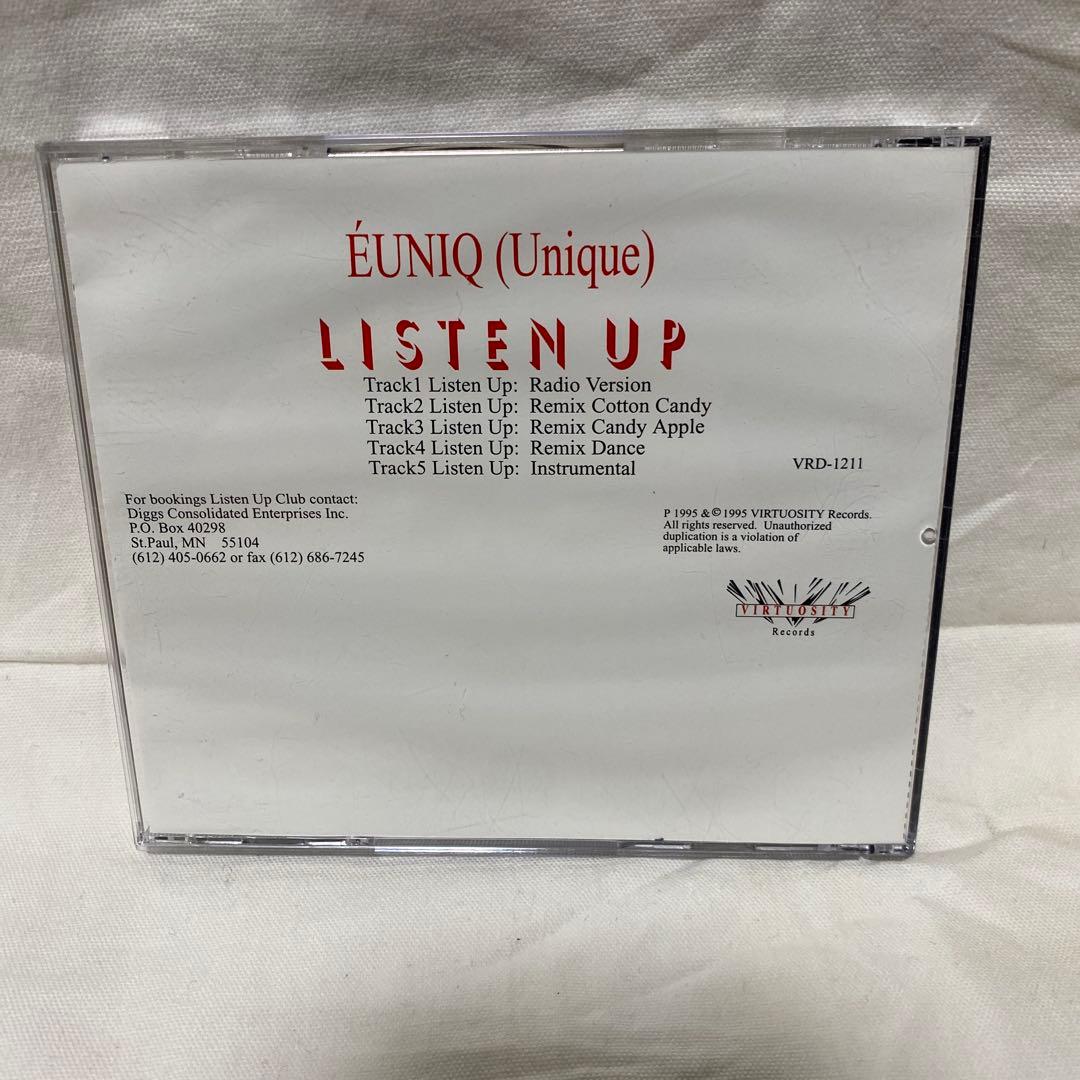 ÉUNIQ (Unique)
LISTEN UP
Track1 Listen Up: Radio Version
Track2 Listen Up: Remix Cotton Candy
Track3 Listen Up: Remix Candy Apple
Track4 Listen Up: Remix Dance
Track5 Listen Up: Instrumental
VRD-1211
For bookings Listen Up Club contact:
Diggs Consolidated Enterprises Inc.
P.O. Box 40298
St.Paul, MN 55104
(612) 405-0662 or fax (612) 686-7245
P 1995 & © 1995 VIRTUOSITY Records.
All rights reserved. Unauthorized
duplication is a violation of
applicable laws.
VIRTUOSITY
Records